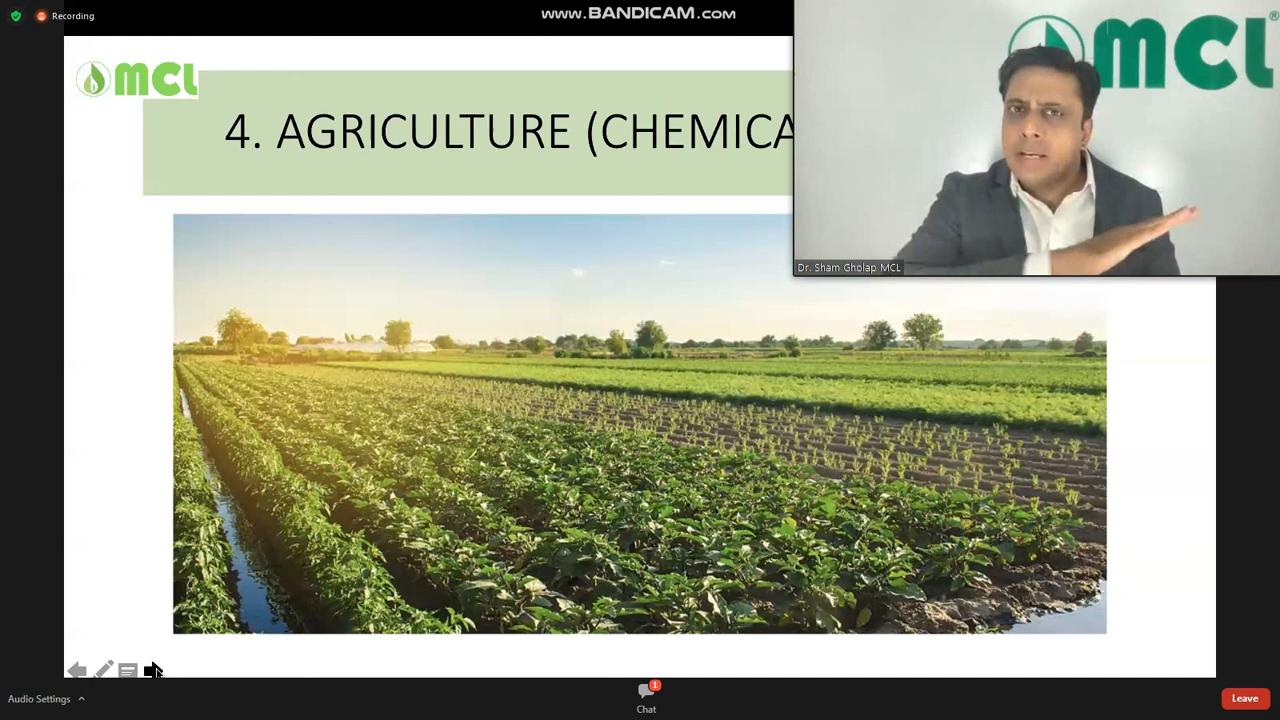 Recording
www.BANDICAM.com
MCL
MCL®
4. AGRICULTURE (CHEMICA
Dr. Sham Gholap MCL
Audio Settings
1
Chat
Leave